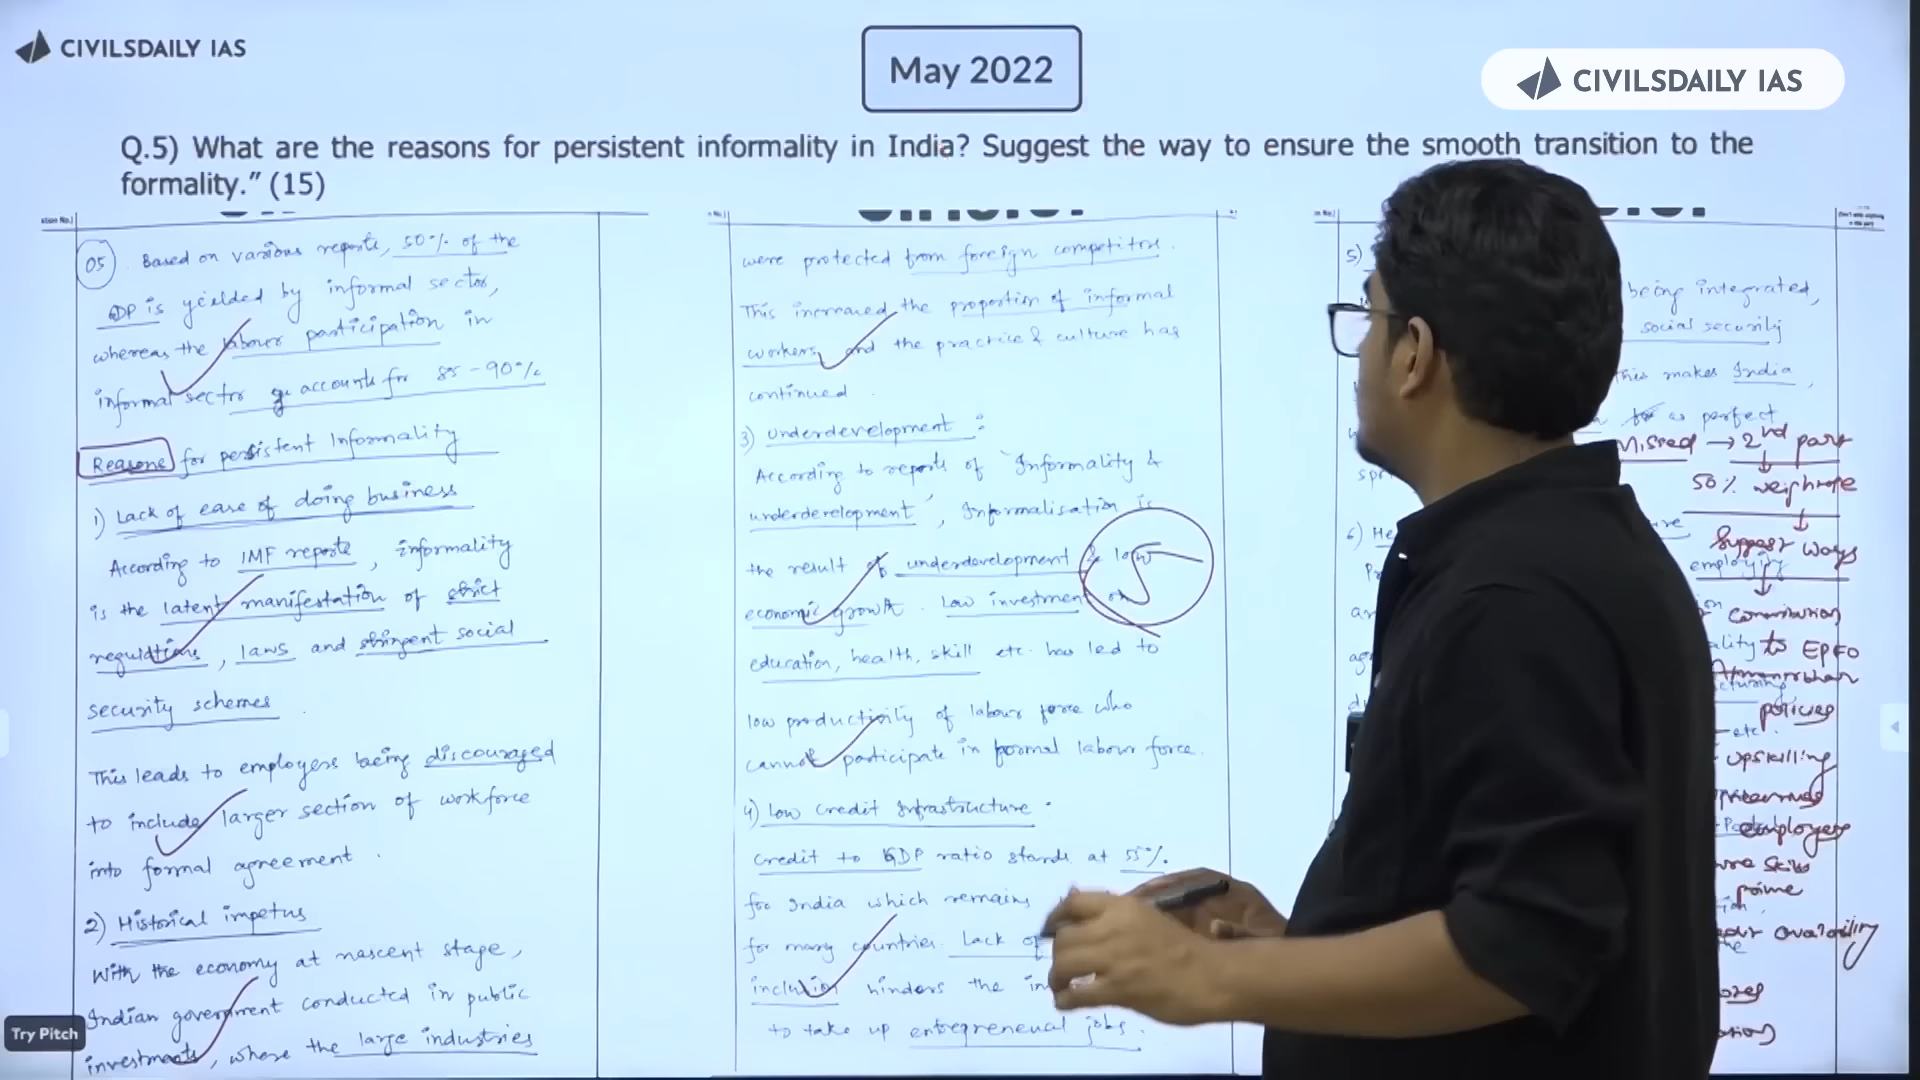 CIVILSDAILY IAS
May 2022
CIVILSDAILY IAS
Q.5) What are the reasons for persistent informality in India? Suggest the way to ensure the smooth transition to the
formality.” (15)
05 Based on various reports, 50% of the
GDP is yielded by informal sector,
whereas the labour participation in
informal sector accounts for 85-90%
Reasons for persistent Informality
1) Lack of ease of doing business
According to IMF reports, informality
is the latent manifestation of strict
regulations, laws and stringent social
security schemes
This leads to employers being discouraged
to include larger section of workforce
into formal agreement.
2) Historical impetus
With the economy at nascent stage,
Indian government conducted in public
investments, where the large industries
were protected from foreign competitors.
This increased the proportion of informal
workers, and the practice & culture has
continued
3) Underdevelopment :
According to reports of 'Informality &
underdevelopment', Informalisation is
the result of underdevelopment & low
economic growth. Low investment on
education, health, skill etc. has led to
low productivity of labour force who
cannot participate in formal labour force.
4) Low Credit Infrastructure
Credit to GDP ratio stands at 55%
for India which remains
for many countries. Lack of
inclusion hinders the
to take up entrepreneual jobs.
5)
being integrated,
social security
This makes India,
as perfect
6) He
employing
etc.
Missed → 2nd part
50% weightage
Suggest ways
to EPFO
Atmanirbhar
policies
upskilling
employees
skills
prime
Try Pitch